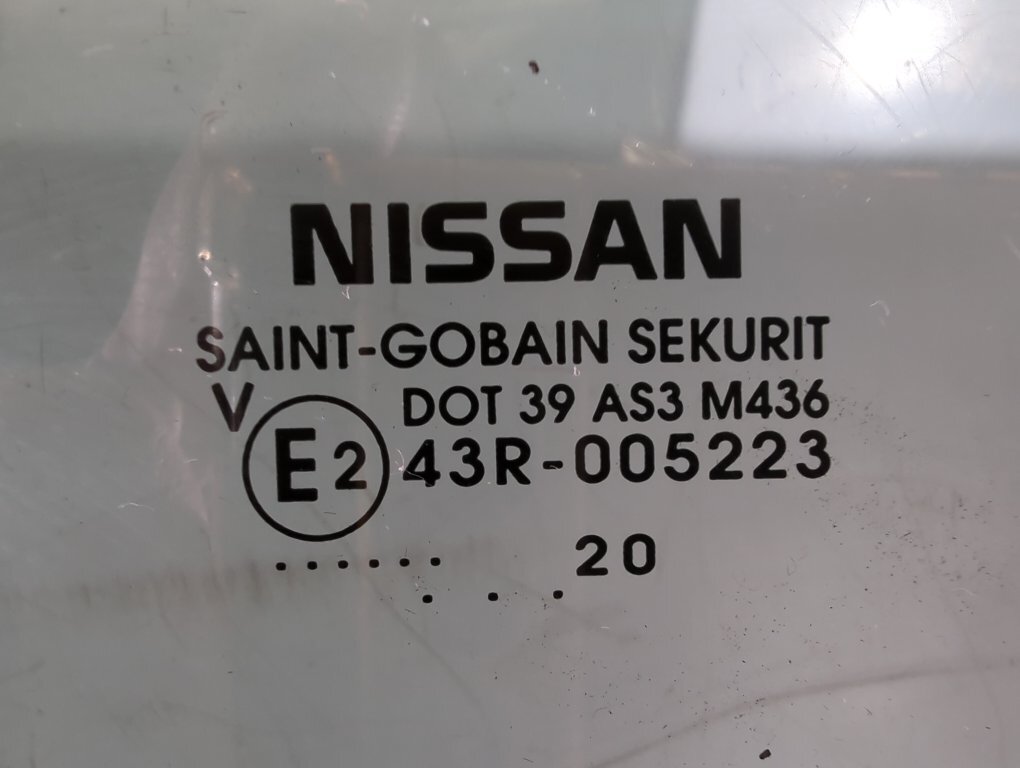 NISSAN
SAINT-GOBAIN SEKURIT
V DOT 39 AS3 M436
E2 43R-005223
...... 20
. . .